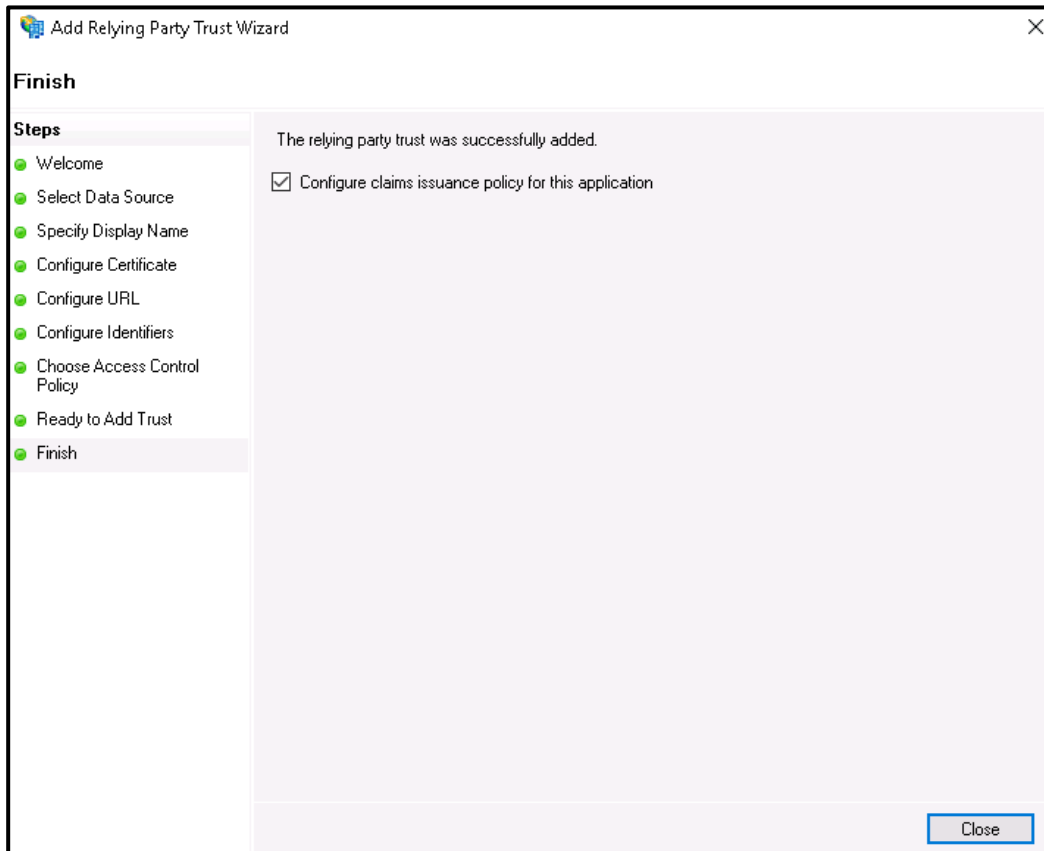 Add Relying Party Trust Wizard
Finish
Steps
Welcome
Select Data Source
Specify Display Name
Configure Certificate
Configure URL
Configure Identifiers
Choose Access Control
Policy
Ready to Add Trust
Finish
The relying party trust was successfully added.
Configure claims issuance policy for this application
Close